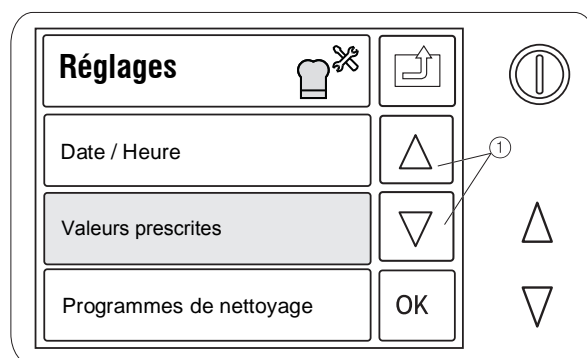 Réglages
Date / Heure
1
Valeurs prescrites
Programmes de nettoyage
OK